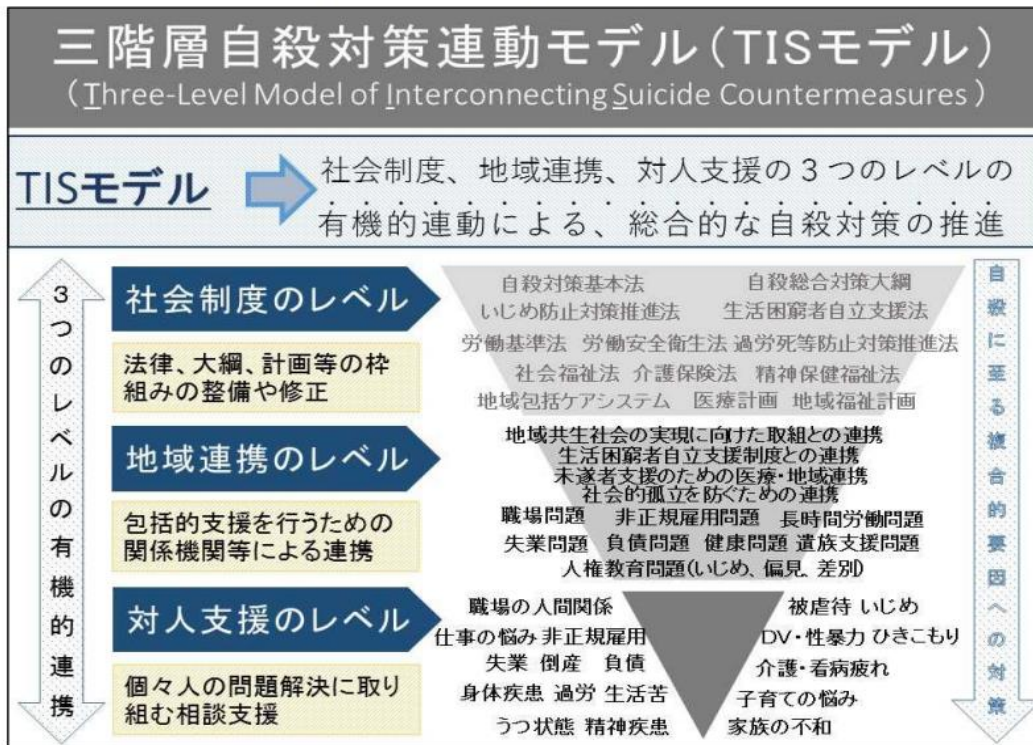 三階層自殺対策連動モデル(TISモデル)
(Three-Level Model of Interconnecting Suicide Countermeasures)
TISモデル
社会制度、地域連携、対人支援の３つのレベルの
有機的連動による、総合的な自殺対策の推進
３つのレベルの有機的連携
社会制度のレベル
法律、大綱、計画等の枠
組みの整備や修正
自殺対策基本法 自殺総合対策大綱
いじめ防止対策推進法 生活困窮者自立支援法
労働基準法 労働安全衛生法 過労死等防止対策推進法
社会福祉法 介護保険法 精神保健福祉法
地域包括ケアシステム 医療計画 地域福祉計画
地域連携のレベル
包括的支援を行うための
関係機関等による連携
地域共生社会の実現に向けた取組との連携
生活困窮者自立支援制度との連携
未遂者支援のための医療・地域連携
社会的孤立を防ぐための連携
職場問題 非正規雇用問題 長時間労働問題
失業問題 負債問題 健康問題 遺族支援問題
人権教育問題(いじめ、偏見、差別)
対人支援のレベル
個々人の問題解決に取り
組む相談支援
職場の人間関係 被虐待 いじめ
仕事の悩み 非正規雇用 DV・性暴力 ひきこもり
失業 倒産 負債 介護・看病疲れ
身体疾患 過労 生活苦 子育ての悩み
うつ状態 精神疾患 家族の不和
自殺に至る複合的要因への対策